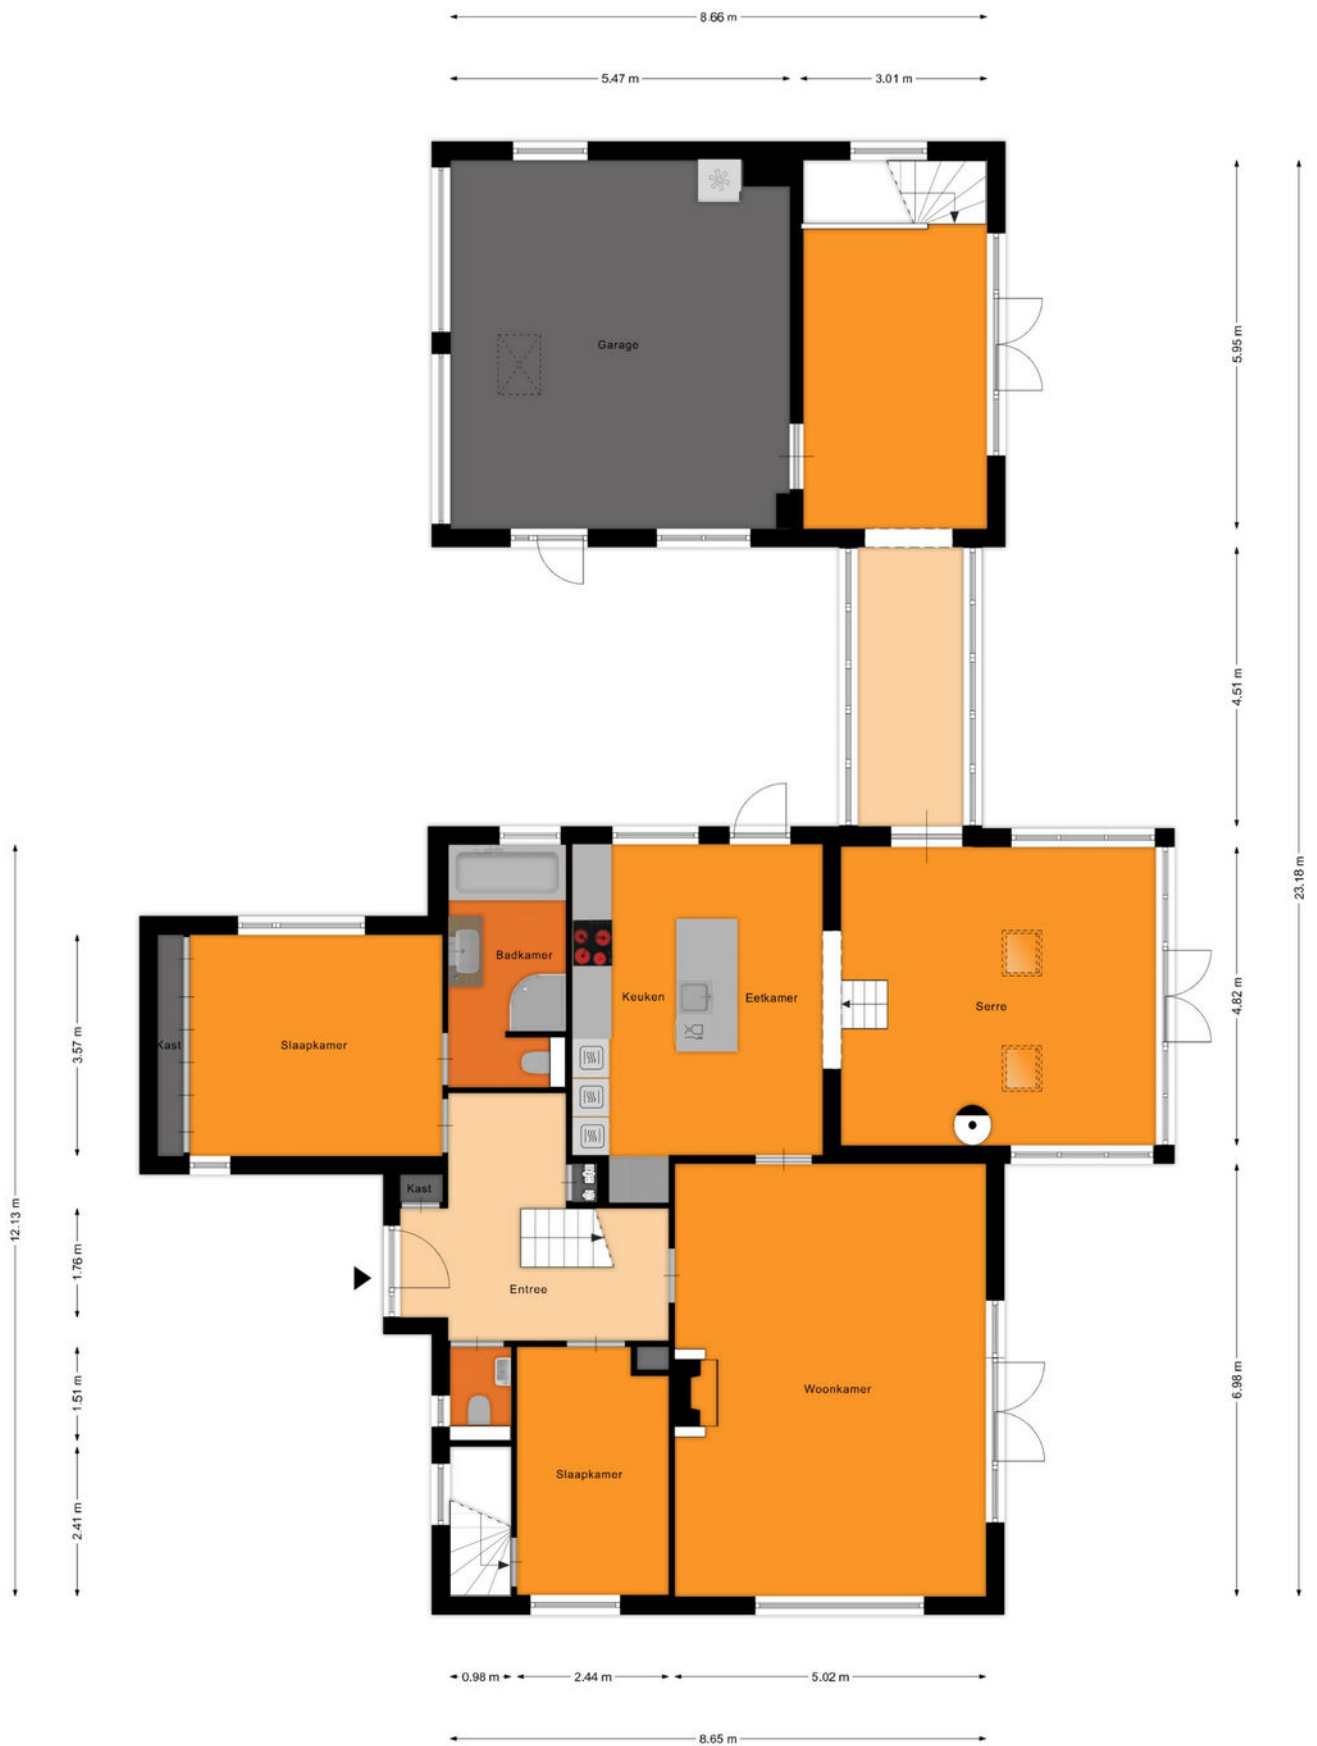 8.66 m
5.47 m
3.01 m
Garage
5.95 m
4.51 m
23.18 m
Badkamer
Keuken
Eetkamer
Serre
4.82 m
Kast
Slaapkamer
3.57 m
12.13 m
Kast
1.76 m
Entree
1.51 m
Woonkamer
6.98 m
Slaapkamer
2.41 m
0.98 m
2.44 m
5.02 m
8.65 m